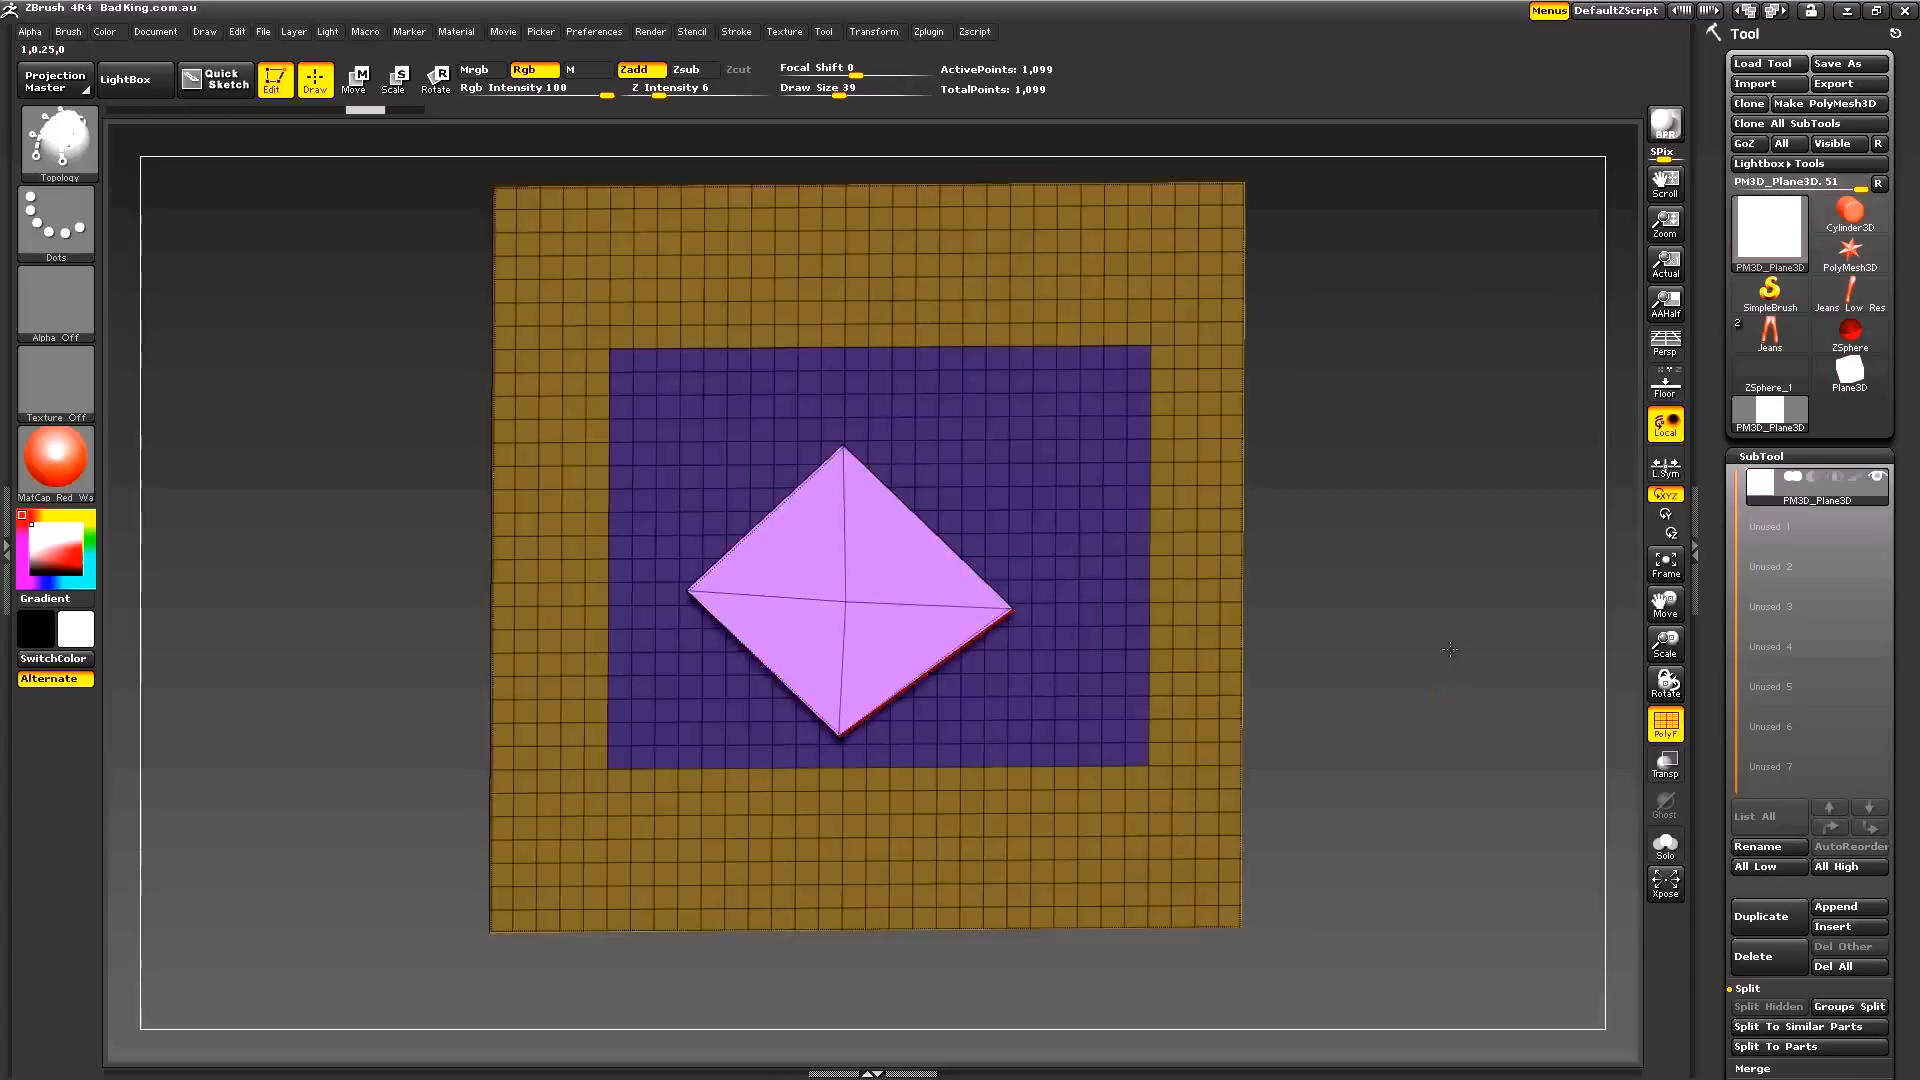 ZBrush 4R4 BadKing.com.au
Menus DefaultZScript
Alpha Brush Color Document Draw Edit File Layer Light Macro Marker Material Movie Picker Preferences Render Stencil Stroke Texture Tool Transform Zplugin Zscript
1,0.25,0
Projection Master
LightBox
Quick Sketch
Edit
Draw
Move
Scale
Rotate
Mrgb Rgb M
Rgb Intensity 100
Zadd Zsub Zcut
Z Intensity 6
Focal Shift 0
Draw Size 39
ActivePoints: 1,099
TotalPoints: 1,099
Topology
Dots
Alpha Off
Texture Off
MatCap Red Wa
Gradient
SwitchColor
Alternate
BPR
SPix
Scroll
Zoom
Actual
AAHalf
Persp
Floor
Local
L.Sym
XYZ
Y
Z
Frame
Move
Scale
Rotate
PolyF
Transp
Ghost
Solo
Xpose
Tool
Load Tool Save As
Import Export
Clone Make PolyMesh3D
Clone All SubTools
GoZ All Visible R
Lightbox▸Tools
PM3D_Plane3D. 51 R
PM3D_Plane3D
Cylinder3D
PolyMesh3D
SimpleBrush
Jeans Low Res
2
Jeans
ZSphere
ZSphere_1
Plane3D
PM3D_Plane3D
SubTool
PM3D_Plane3D
Unused 1
Unused 2
Unused 3
Unused 4
Unused 5
Unused 6
Unused 7
List All
Rename AutoReorder
All Low All High
Duplicate
Append
Insert
Delete
Del Other
Del All
Split
Split Hidden Groups Split
Split To Similar Parts
Split To Parts
Merge